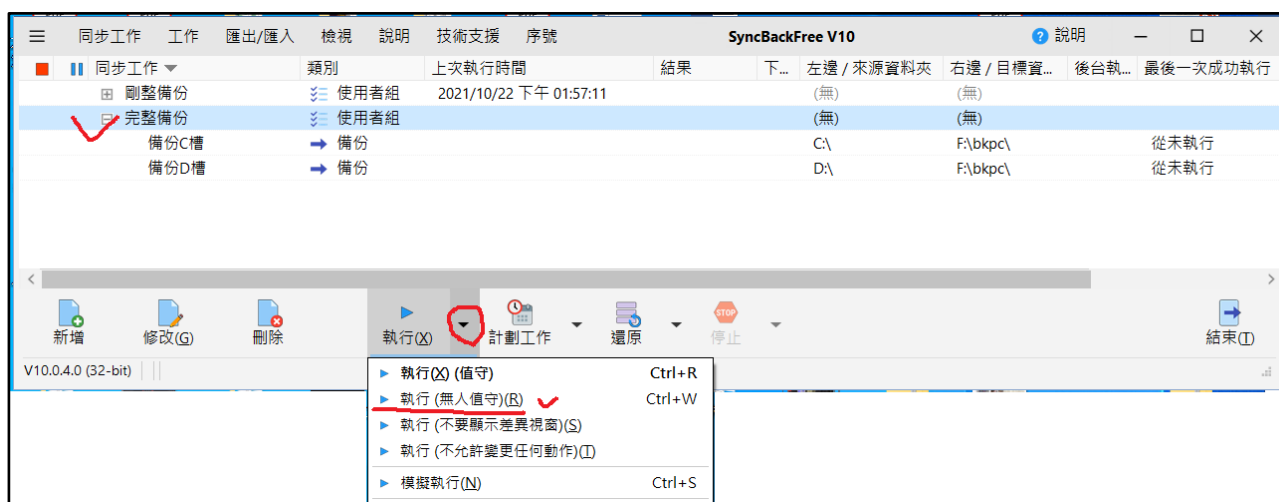 同步工作 工作 匯出/匯入 檢視 說明 技術支援 序號 SyncBackFree V10 說明
同步工作 類別 上次執行時間 結果 下... 左邊 / 來源資料夾 右邊 / 目標資... 後台執... 最後一次成功執行
剛整備份 使用者組 2021/10/22 下午 01:57:11 (無) (無)
完整備份 使用者組 (無) (無)
備份C槽 備份 C:\ F:\bkpc\ 從未執行
備份D槽 備份 D:\ F:\bkpc\ 從未執行
新增 修改(G) 刪除 執行(X) 計劃工作 還原 停止 結束(T)
V10.0.4.0 (32-bit)
執行(X) (值守) Ctrl+R
執行 (無人值守)(R) Ctrl+W
執行 (不要顯示差異視窗)(S)
執行 (不允許變更任何動作)(T)
模擬執行(N) Ctrl+S